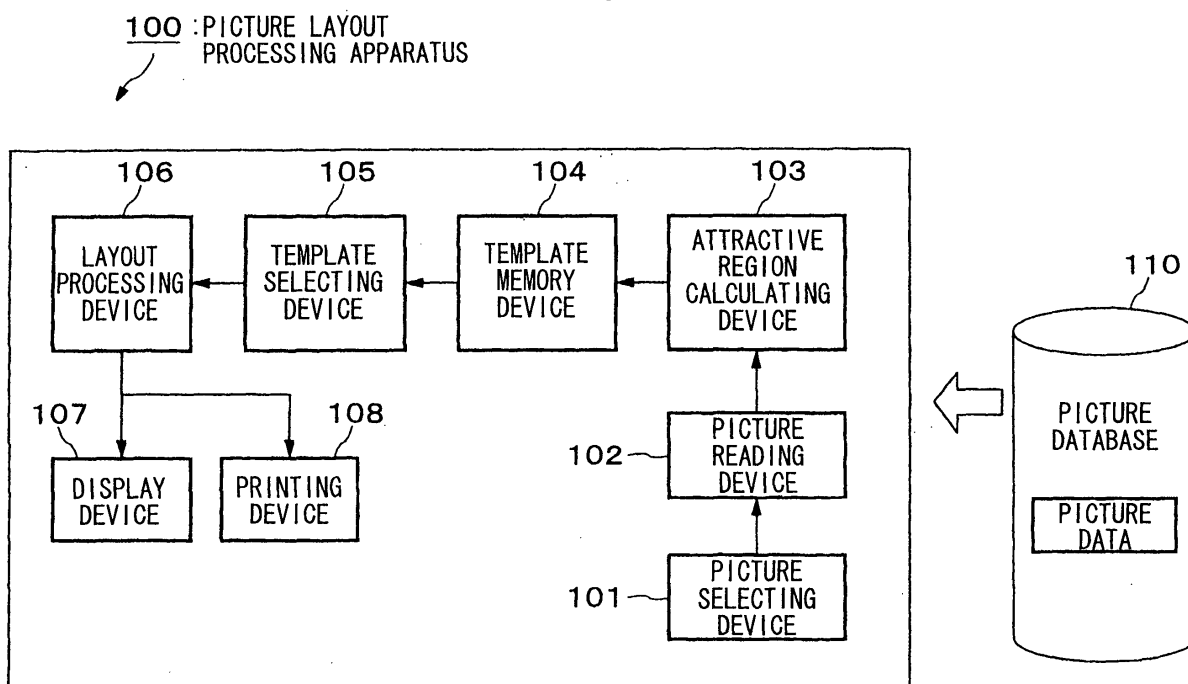 100 : PICTURE LAYOUT
PROCESSING APPARATUS
106
105
104
103
LAYOUT
PROCESSING
DEVICE
TEMPLATE
SELECTING
DEVICE
TEMPLATE
MEMORY
DEVICE
ATTRACTIVE
REGION
CALCULATING
DEVICE
110
107
108
DISPLAY
DEVICE
PRINTING
DEVICE
102
PICTURE
READING
DEVICE
101
PICTURE
SELECTING
DEVICE
PICTURE
DATABASE
PICTURE
DATA